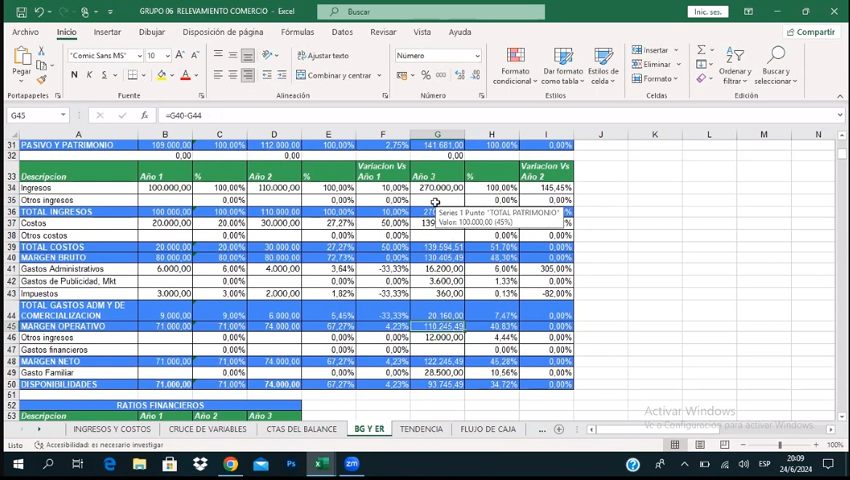 GRUPO 06 RELEVAMIENTO COMERCIO - Excel
Buscar
Inic. ses.
Archivo Inicio Insertar Dibujar Disposición de página Fórmulas Datos Revisar Vista Ayuda
Compartir
"Comic Sans MS" 10 Ajustar texto Número Insertar
Pegar N K S Combinar y centrar Formato condicional Dar formato como tabla Estilos de celda Eliminar Ordenar y filtrar Buscar y seleccionar
Formato
Portapapeles Fuente Alineación Número Estilos Celdas Edición
G45 =G40-G44
A B C D E F G H I J K L M N
31 PASIVO Y PATRIMONIO 109.000,00 100,00% 112.000,00 100,00% 2,75% 141.681,00 100,00% 0,00%
32 0,00 0,00 0,00
33 Descripcion Año 1 % Año 2 % Variacion Vs Año 1 Año 3 % Variacion Vs Año 2
34 Ingresos 100.000,00 100,00% 110.000,00 100,00% 10,00% 270.000,00 100,00% 145,45%
35 Otros ingresos 0,00% 0,00% 0,00% 0,00% 0,00%
Series 1 Punto "TOTAL PATRIMONIO"
Valor: 100.000,00 (45%)
36 TOTAL INGRESOS 100.000,00 100,00% 110.000,00 100,00% 10,00% 270 %
37 Costos 20.000,00 20,00% 30.000,00 27,27% 50,00% 139 %
38 Otros costos 0,00% 0,00% 0,00% 0,00% 0,00%
39 TOTAL COSTOS 20.000,00 20,00% 30.000,00 27,27% 50,00% 139.594,51 51,70% 0,00%
40 MARGEN BRUTO 80.000,00 80,00% 80.000,00 72,73% 0,00% 130.405,49 48,30% 0,00%
41 Gastos Administrativos 6.000,00 6,00% 4.000,00 3,64% -33,33% 16.200,00 6,00% 305,00%
42 Gastos de Publicidad, Mkt 0,00% 0,00% 0,00% 3.600,00 1,33% 0,00%
43 Impuestos 3.000,00 3,00% 2.000,00 1,82% -33,33% 360,00 0,13% -82,00%
44 TOTAL GASTOS ADM Y DE COMERCIALIZACION 9.000,00 9,00% 6.000,00 5,45% -33,33% 20.160,00 7,47% 0,00%
45 MARGEN OPERATIVO 71.000,00 71,00% 74.000,00 67,27% 4,23% 110.245,49 40,83% 0,00%
46 Otros ingresos 0,00% 0,00% 0,00% 12.000,00 4,44% 0,00%
47 Gastos financieros 0,00% 0,00% 0,00% 0,00% 0,00%
48 MARGEN NETO 71.000,00 71,00% 74.000,00 67,27% 4,23% 122.245,49 45,28% 0,00%
49 Gasto Familiar 0,00% 0,00% 0,00% 28.500,00 10,56% 0,00%
50 DISPONIBILIDADES 71.000,00 71,00% 74.000,00 67,27% 4,23% 93.745,49 34,72% 0,00%
51
52 RATIOS FINANCIEROS
53 Descripcion Año 1 Año 2 Año 3
Activar Windows
Ve a Configuración para activar Windows.
INGRESOS Y COSTOS CRUCE DE VARIABLES CTAS DEL BALANCE BG Y ER TENDENCIA FLUJO DE CAJA ...
Listo Accesibilidad: es necesario investigar 100%
ESP 20:09
24/6/2024